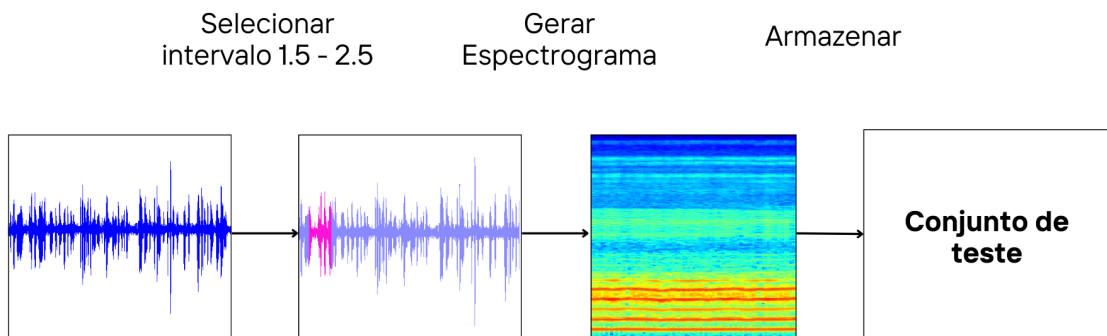 Selecionar
intervalo 1.5 - 2.5
Gerar
Espectrograma
Armazenar
Conjunto de
teste